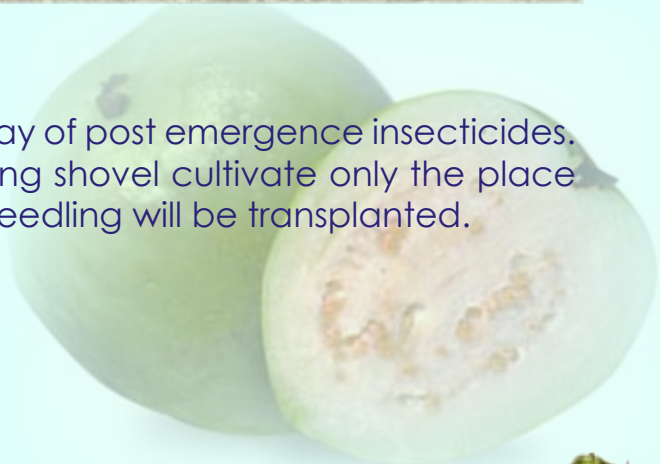 ay of post emergence insecticides.
ng shovel cultivate only the place
eedling will be transplanted.